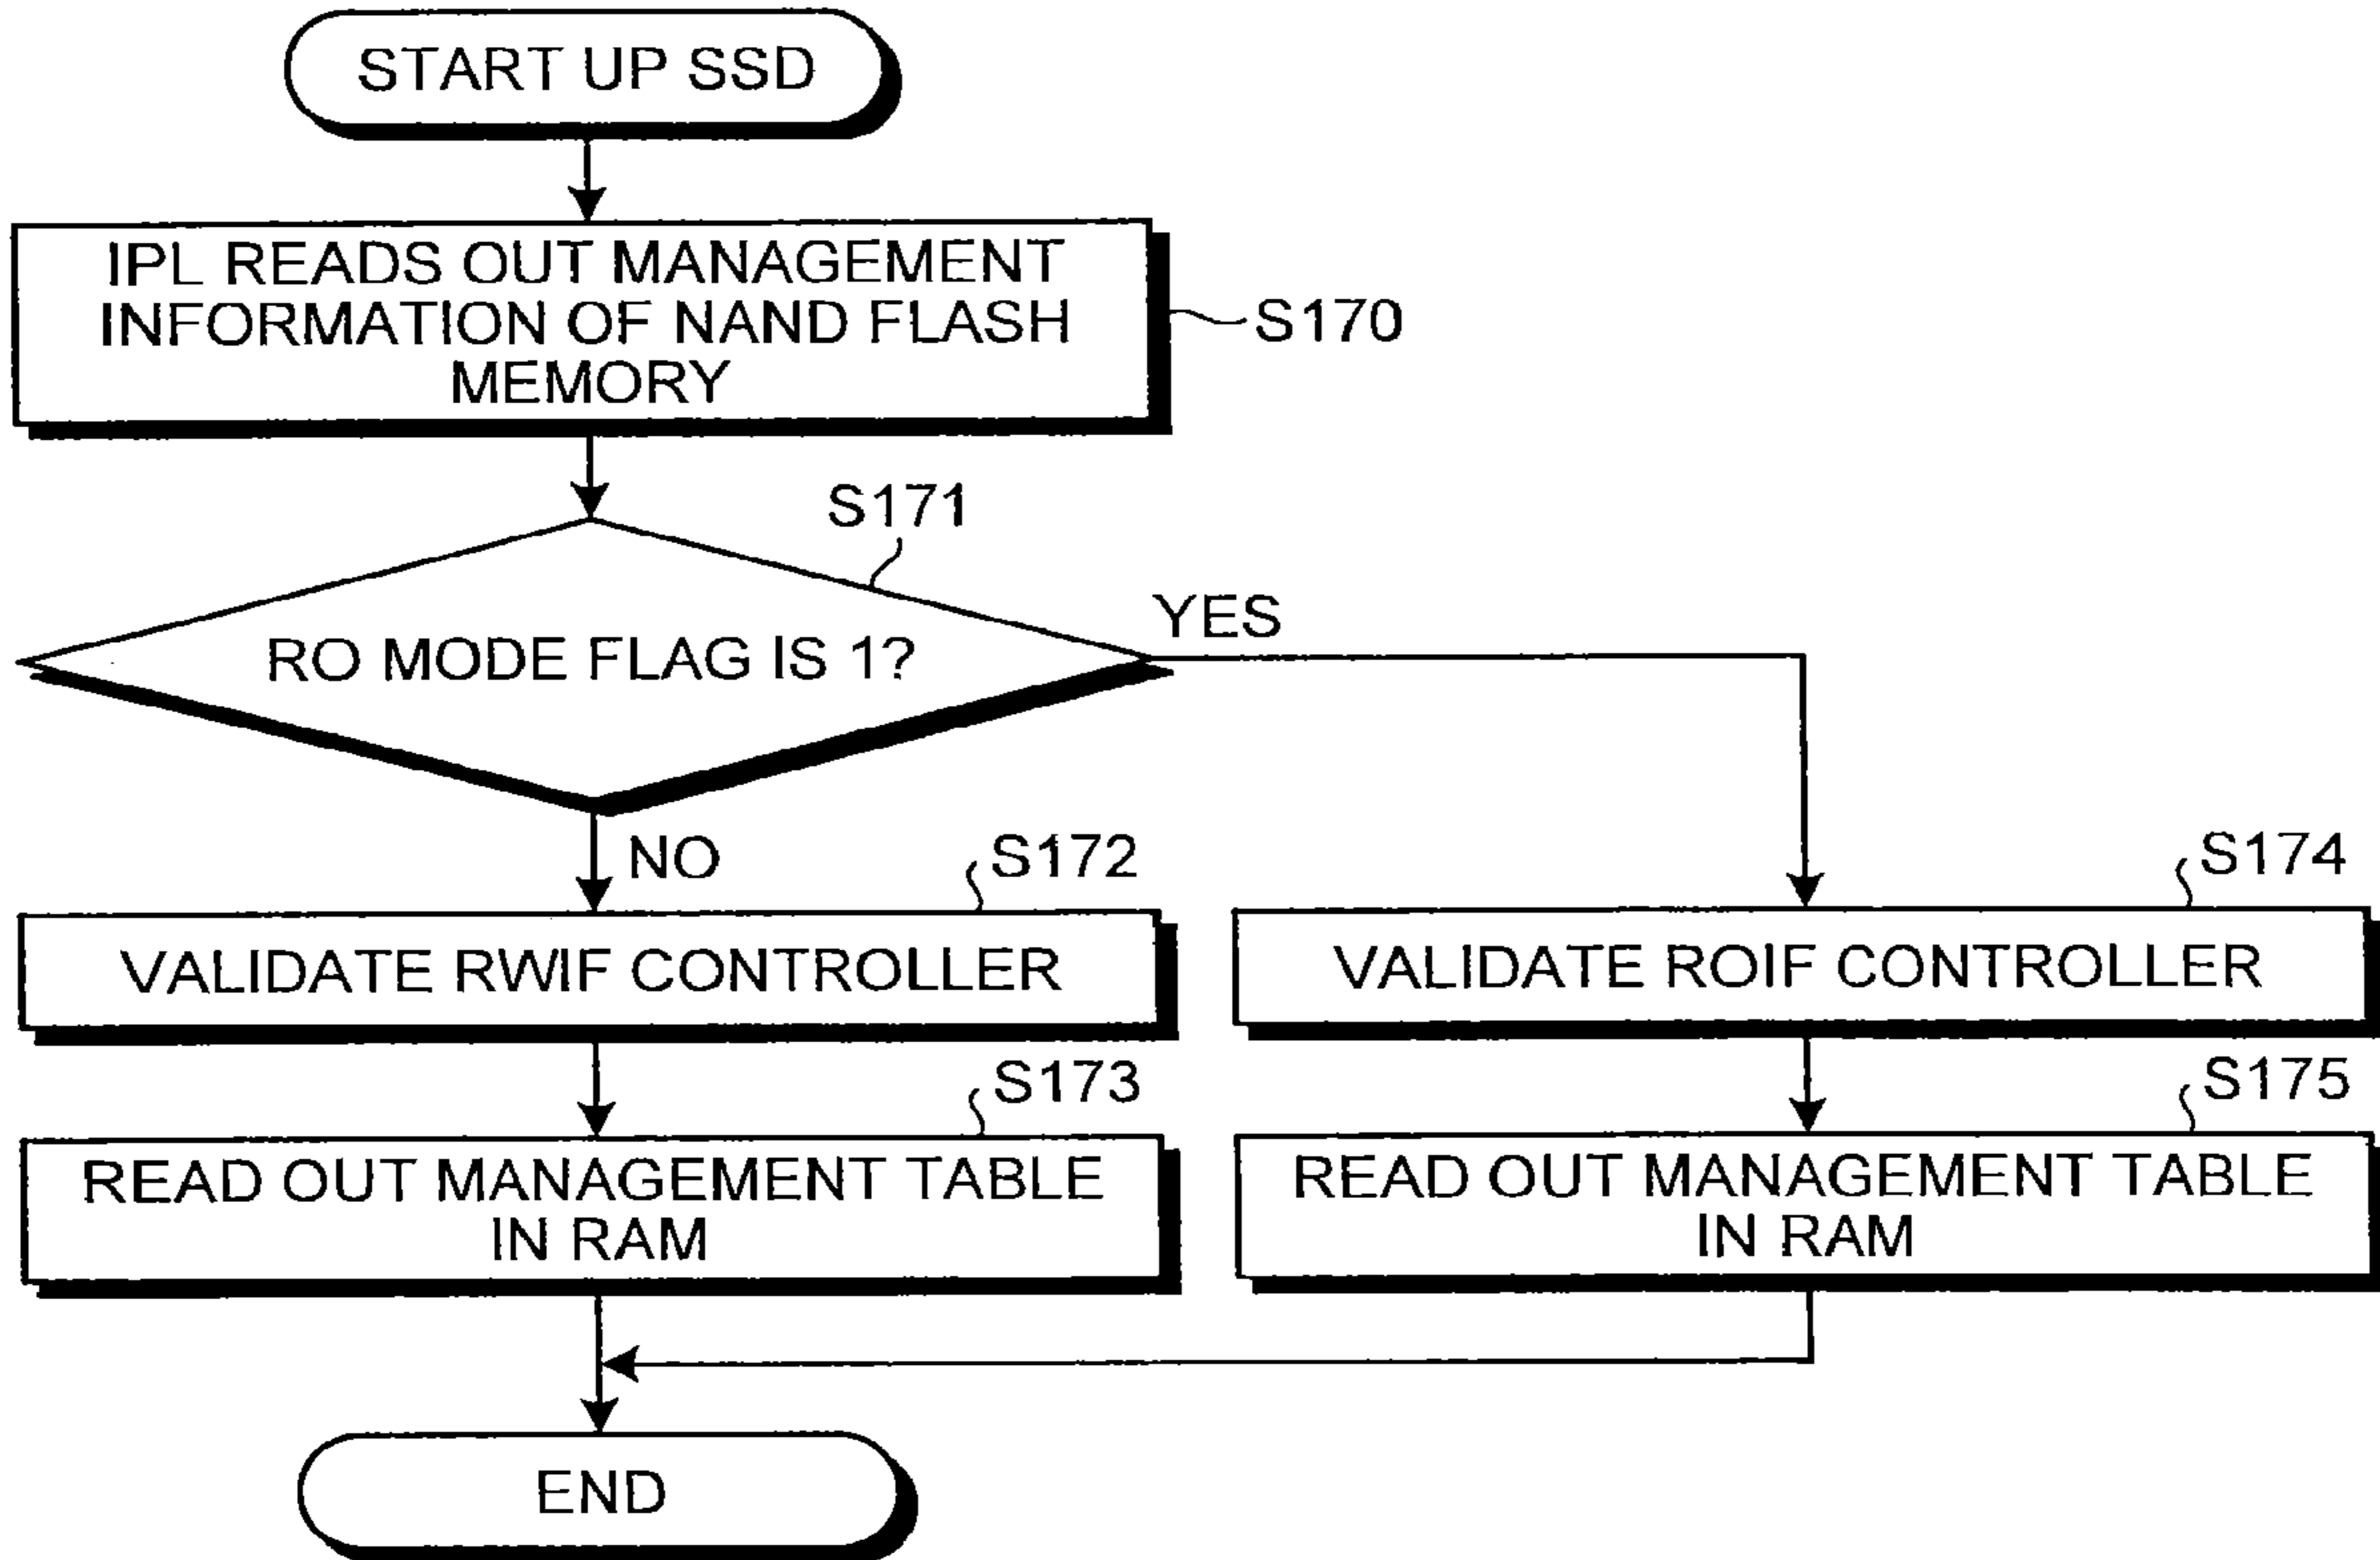 START UP SSD
IPL READS OUT MANAGEMENT
INFORMATION OF NAND FLASH
MEMORY
S170
S171
RO MODE FLAG IS 1?
YES
NO
S172
VALIDATE RWIF CONTROLLER
S174
VALIDATE ROIF CONTROLLER
S173
READ OUT MANAGEMENT TABLE
IN RAM
S175
READ OUT MANAGEMENT TABLE
IN RAM
END